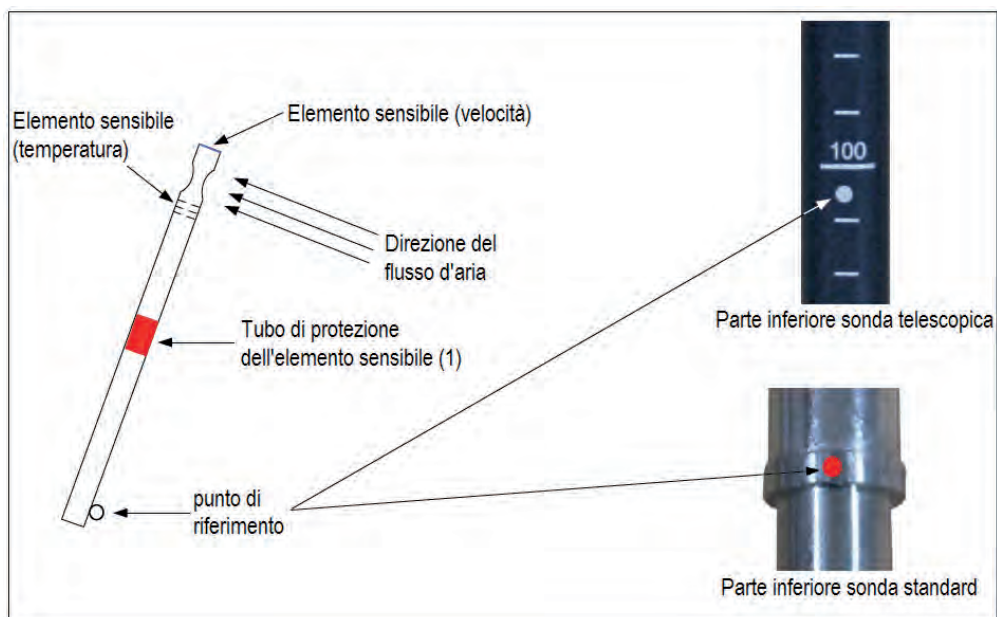 Elemento sensibile
(temperatura)
Elemento sensibile (velocità)
Direzione del
flusso d'aria
Tubo di protezione
dell'elemento sensibile (1)
punto di
riferimento
100
Parte inferiore sonda telescopica
Parte inferiore sonda standard